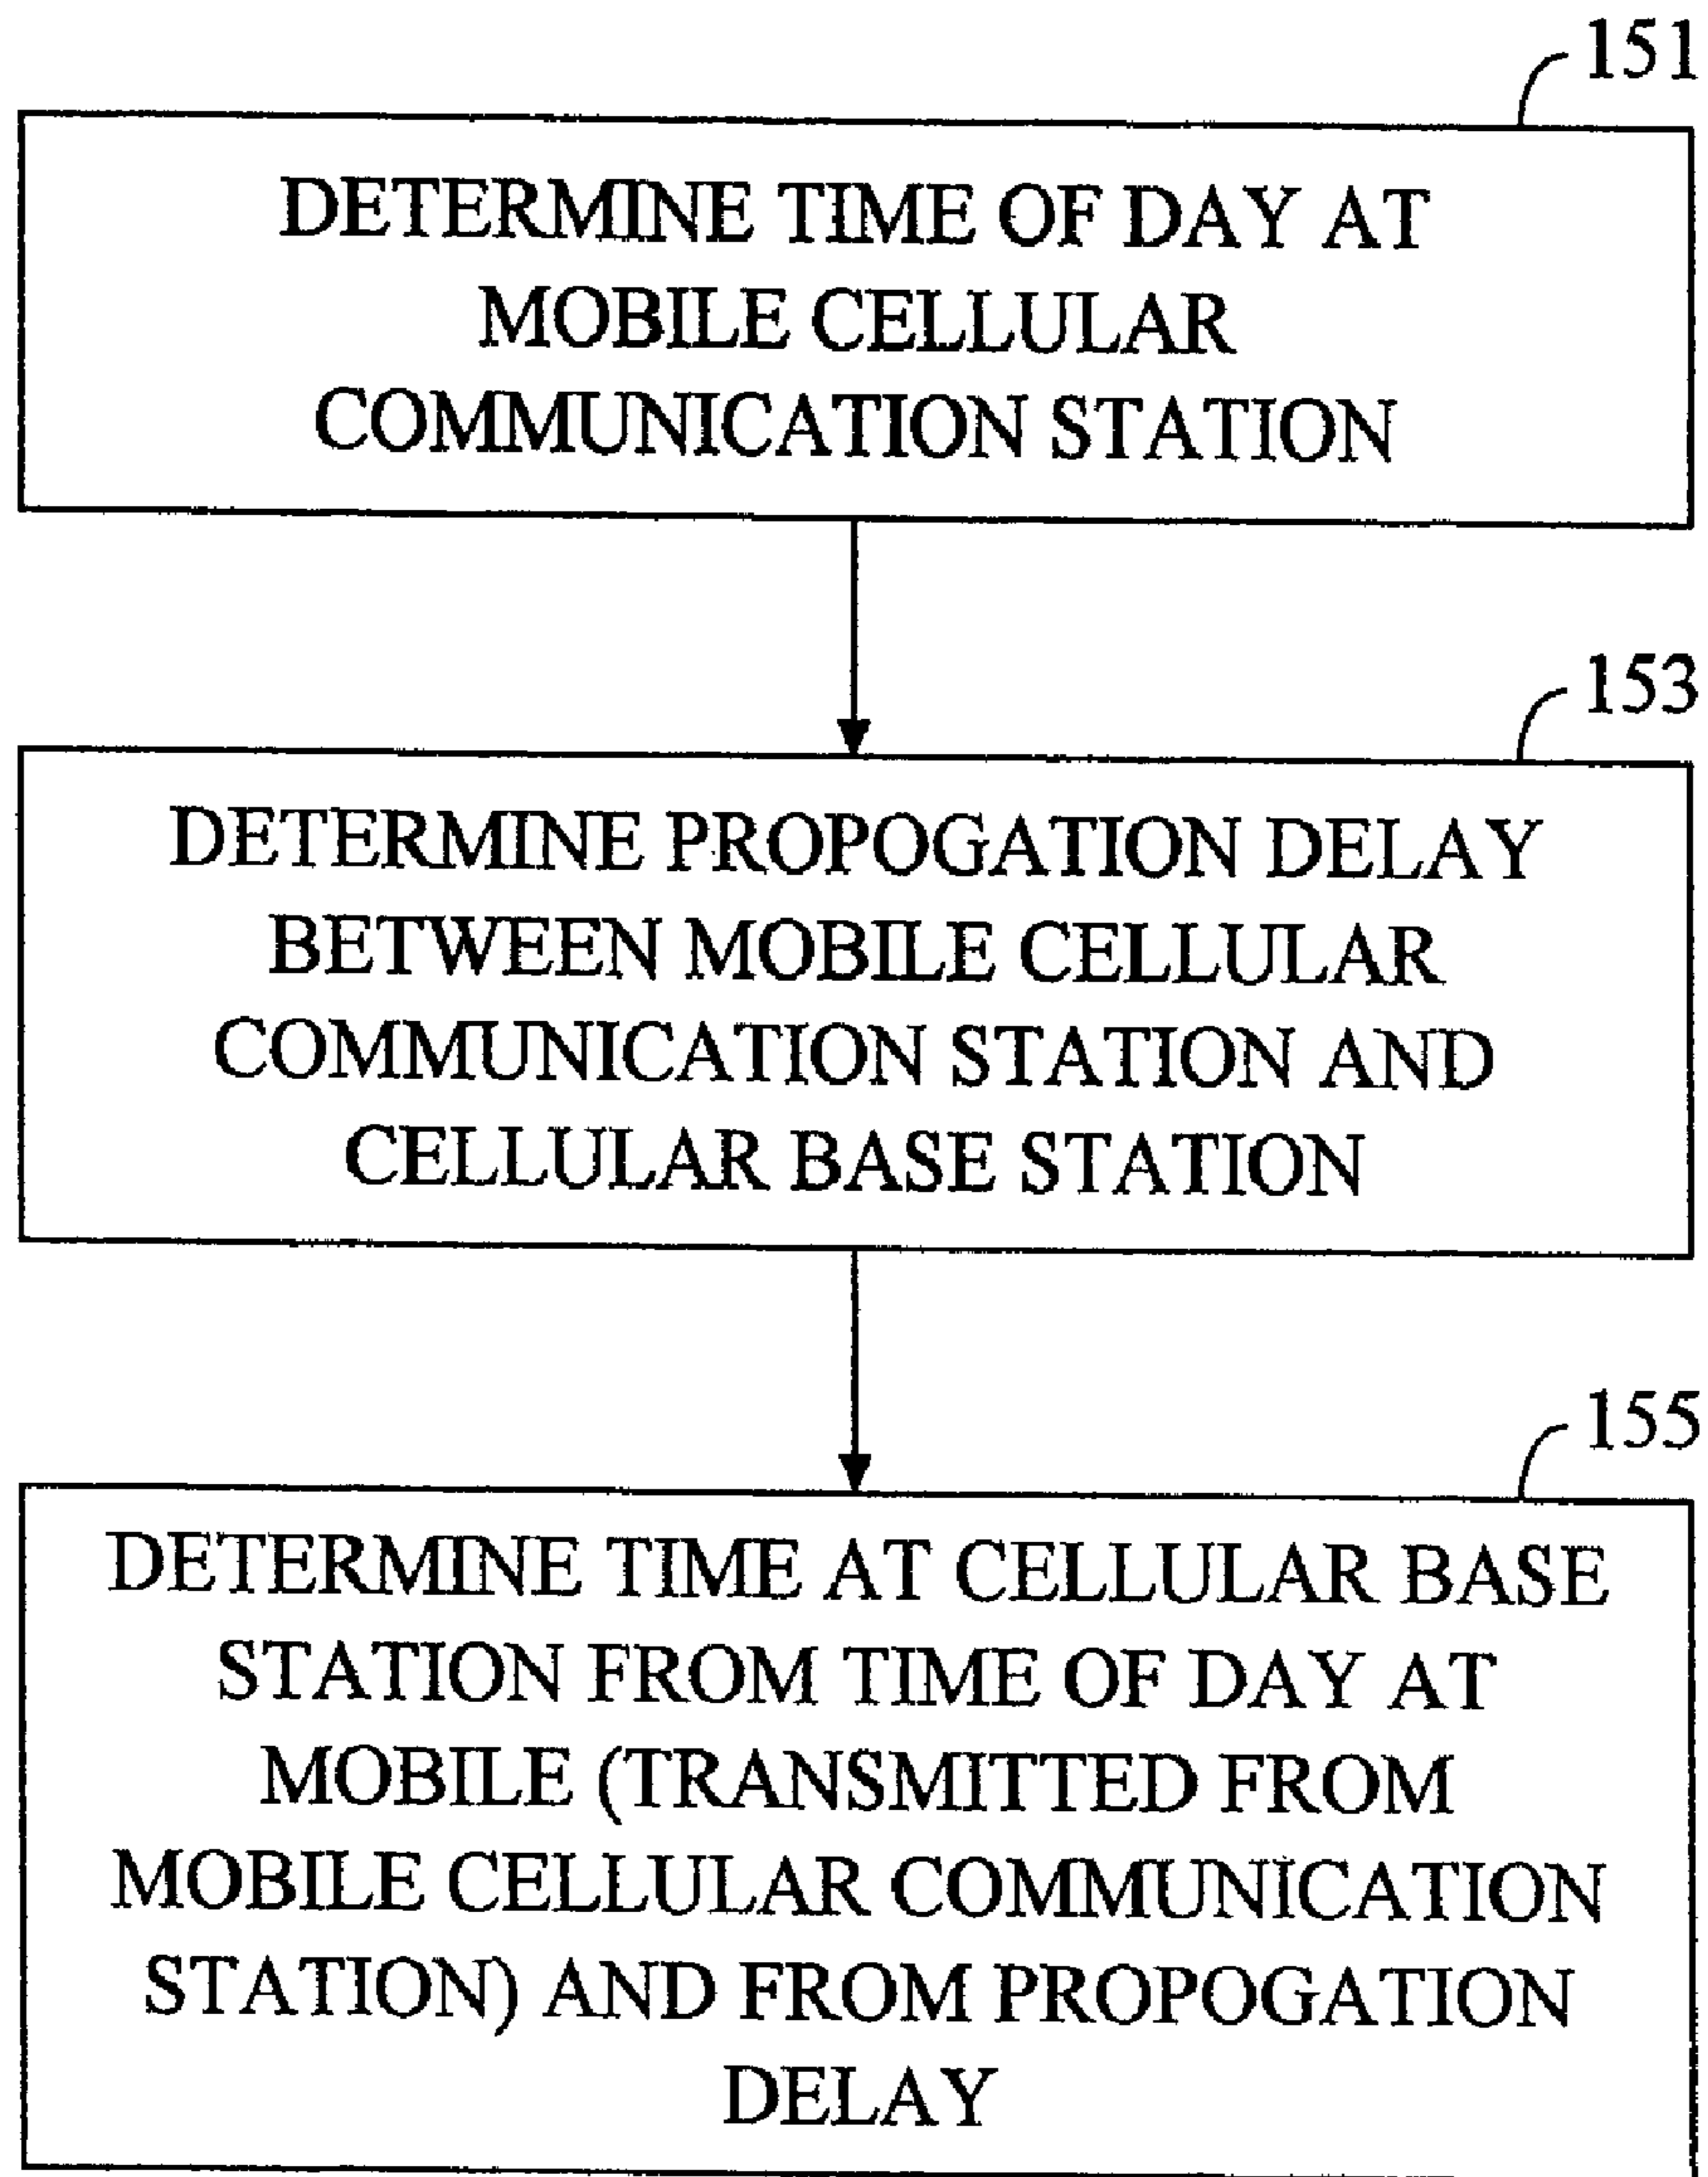 151
DETERMINE TIME OF DAY AT
MOBILE CELLULAR
COMMUNICATION STATION
153
DETERMINE PROPOGATION DELAY
BETWEEN MOBILE CELLULAR
COMMUNICATION STATION AND
CELLULAR BASE STATION
155
DETERMINE TIME AT CELLULAR BASE
STATION FROM TIME OF DAY AT
MOBILE (TRANSMITTED FROM
MOBILE CELLULAR COMMUNICATION
STATION) AND FROM PROPOGATION
DELAY